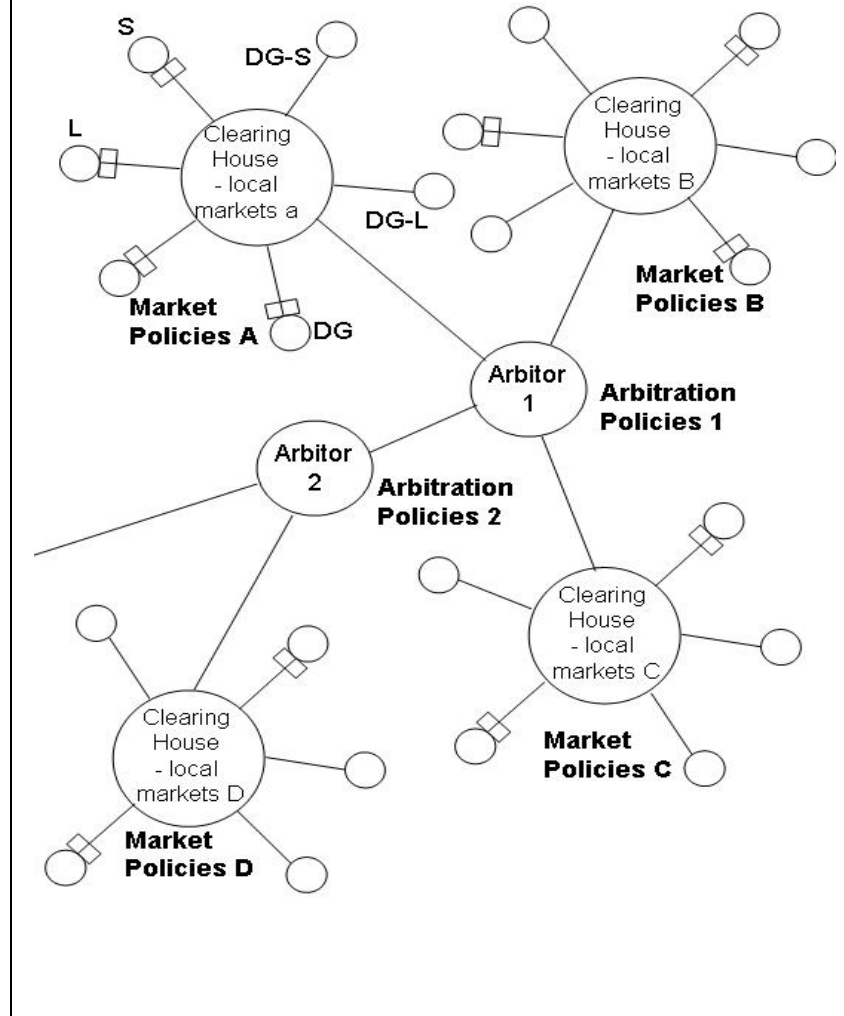 S
DG-S
L
Clearing
House
- local
markets a
DG-L
Market
Policies A
DG
Clearing
House
- local
markets B
Market
Policies B
Arbitor
1
Arbitration
Policies 1
Arbitor
2
Arbitration
Policies 2
Clearing
House
- local
markets C
Market
Policies C
Clearing
House
- local
markets D
Market
Policies D